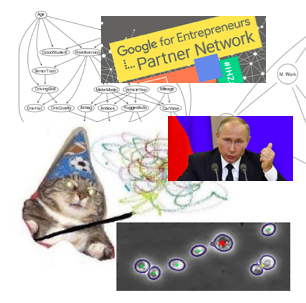 Age
GoodStudent
RiskAversion
SeniorTrain
DrivingSkill
MakeModel
VehicleYear
Mileage
DrivHist
DrivQuality
Airbag
Antilock
RuggedAuto
CarValue
Google for Entrepreneurs
Partner Network
#iHZ
M. Work